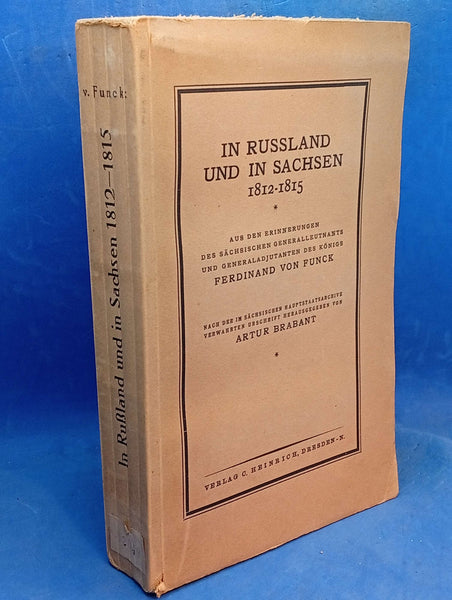 v. Funck:
In Rußland und in Sachsen 1812—1815
IN RUSSLAND
UND IN SACHSEN
1812-1815
*
AUS DEN ERINNERUNGEN
DES SÄCHSISCHEN GENERALLEUTNANTS
UND GENERALADJUTANTEN DES KÖNIGS
FERDINAND VON FUNCK
NACH DER IM SÄCHSISCHEN HAUPTSTAATSARCHIVE
VERWAHRTEN URSCHRIFT HERAUSGEGEBEN VON
ARTUR BRABANT
*
VERLAG C. HEINRICH, DRESDEN-N.